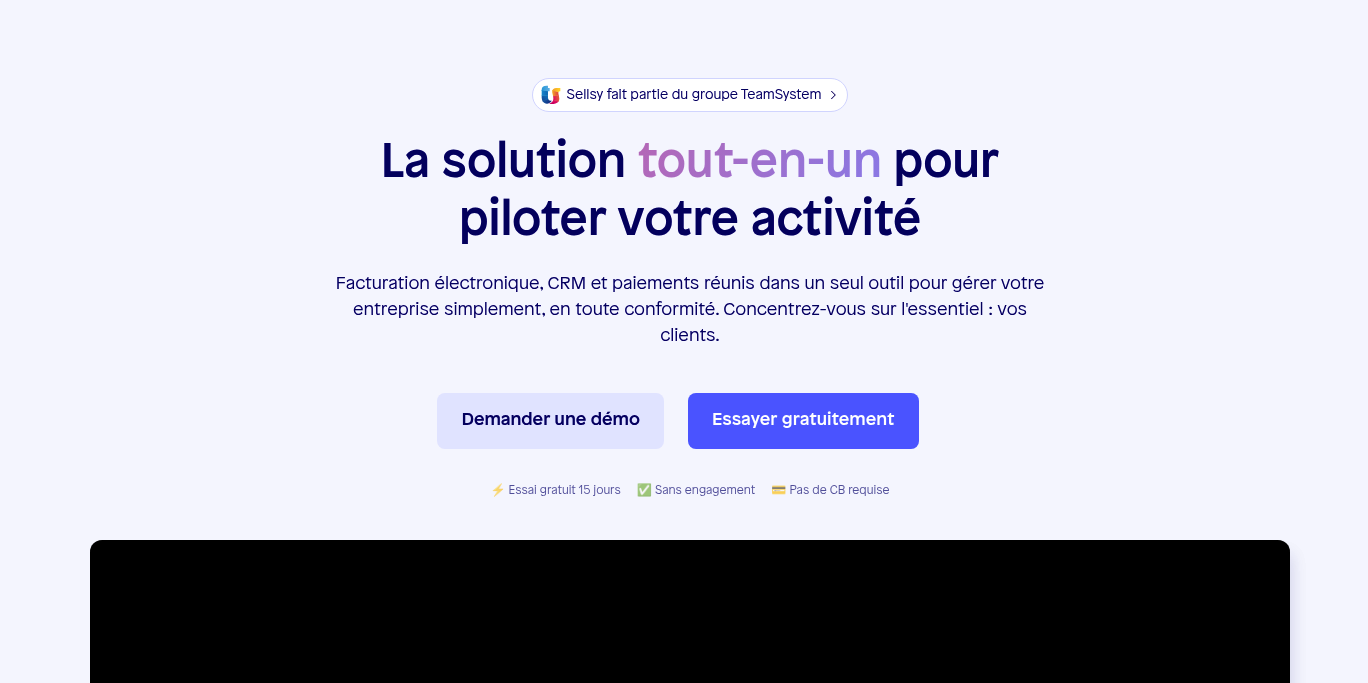 Sellsy fait partie du groupe TeamSystem
La solution tout-en-un pour
piloter votre activité
Facturation électronique, CRM et paiements réunis dans un seul outil pour gérer votre
entreprise simplement, en toute conformité. Concentrez-vous sur l'essentiel : vos
clients.
Demander une démo
Essayer gratuitement
⚡ Essai gratuit 15 jours ✅ Sans engagement 💳 Pas de CB requise